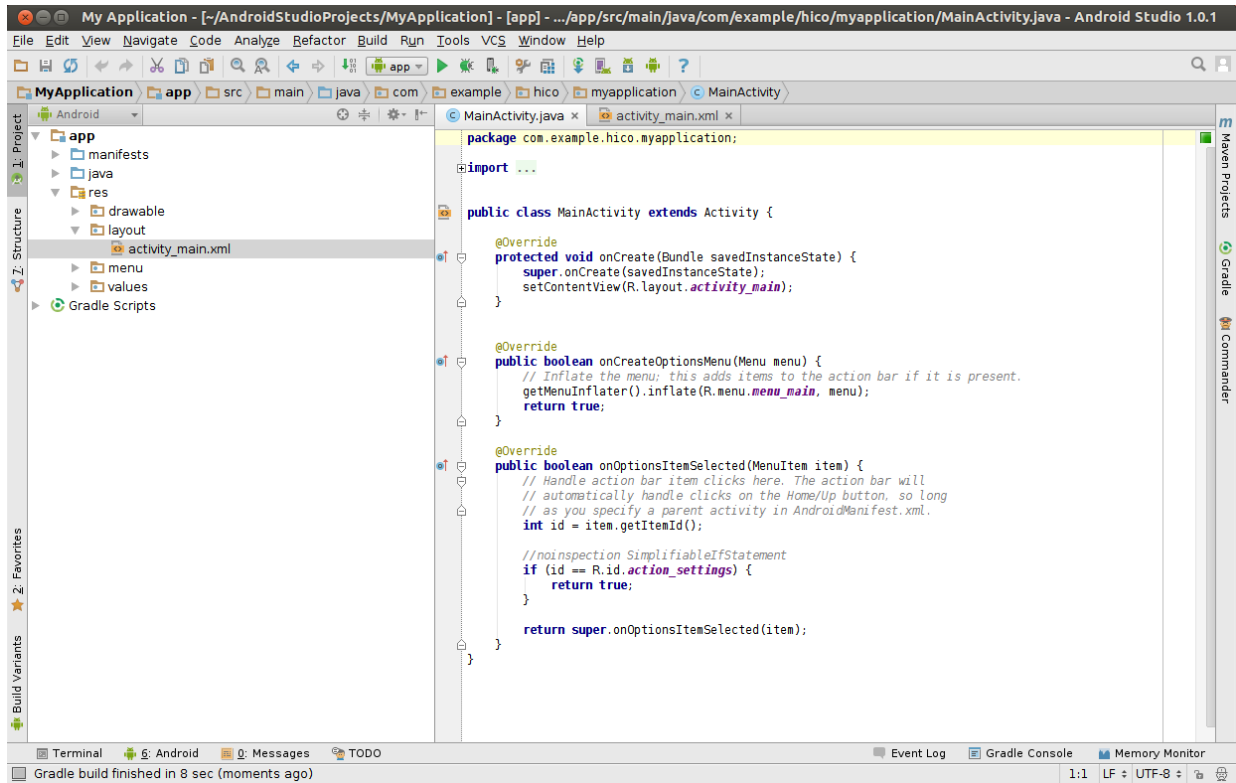 My Application - [~/AndroidStudioProjects/MyApplication] - [app] - .../app/src/main/java/com/example/hico/myapplication/MainActivity.java - Android Studio 1.0.1
File Edit View Navigate Code Analyze Refactor Build Run Tools VCS Window Help
app
MyApplication app src main java com example hico myapplication MainActivity
Android
MainActivity.java
activity_main.xml
1: Project
7: Structure
2: Favorites
Build Variants
app
manifests
java
res
drawable
layout
activity_main.xml
menu
values
Gradle Scripts
package com.example.hico.myapplication;
import ...
public class MainActivity extends Activity {
@Override
protected void onCreate(Bundle savedInstanceState) {
super.onCreate(savedInstanceState);
setContentView(R.layout.activity_main);
}
@Override
public boolean onCreateOptionsMenu(Menu menu) {
// Inflate the menu; this adds items to the action bar if it is present.
getMenuInflater().inflate(R.menu.menu_main, menu);
return true;
}
@Override
public boolean onOptionsItemSelected(MenuItem item) {
// Handle action bar item clicks here. The action bar will
// automatically handle clicks on the Home/Up button, so long
// as you specify a parent activity in AndroidManifest.xml.
int id = item.getItemId();
//noinspection SimplifiableIfStatement
if (id == R.id.action_settings) {
return true;
}
return super.onOptionsItemSelected(item);
}
}
m
Maven Projects
Gradle
Commander
Terminal 6: Android 0: Messages TODO Event Log Gradle Console Memory Monitor
Gradle build finished in 8 sec (moments ago) 1:1 LF UTF-8